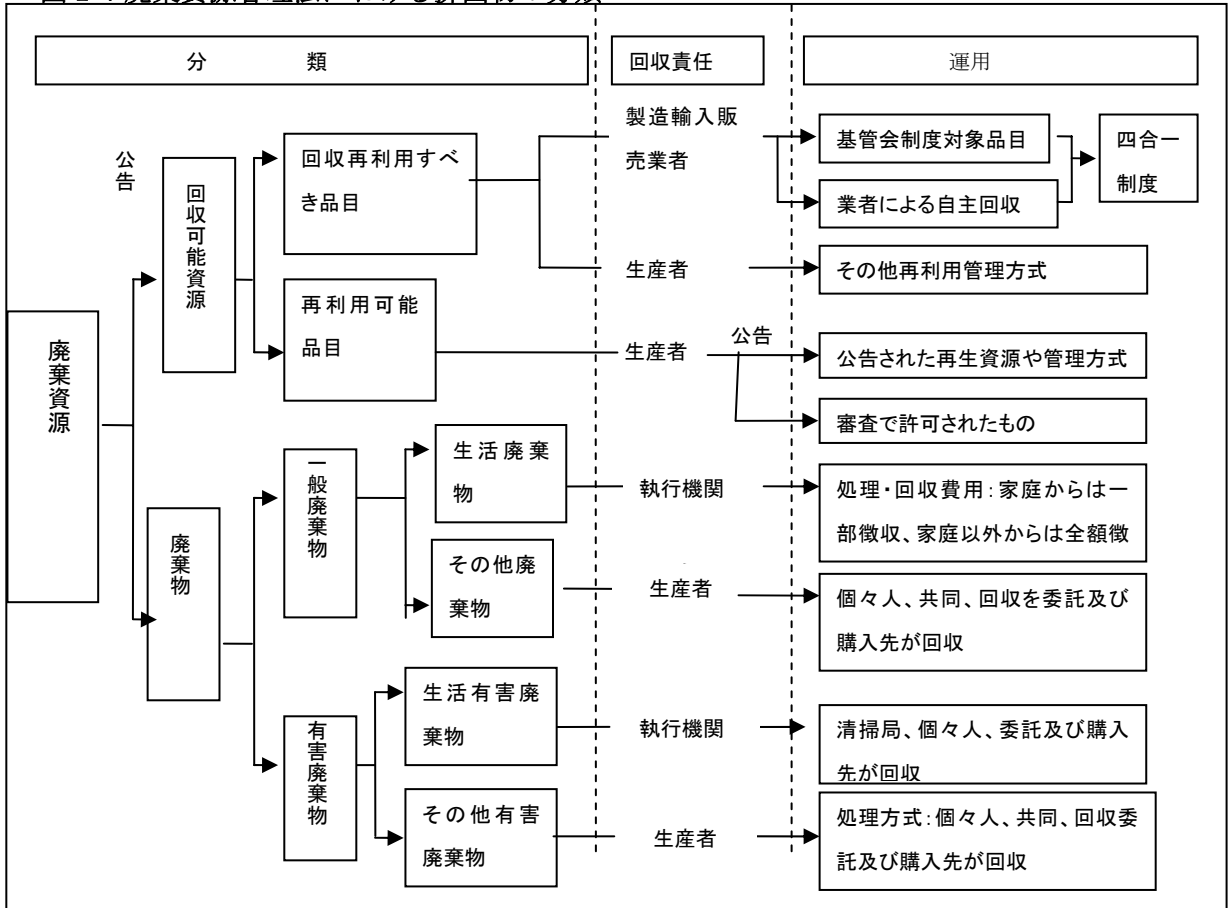 分 類
回収責任
運用
公告
廃棄資源
回収可能資源
回収再利用すべ
き品目
製造輸入販
売業者
基管会制度対象品目
業者による自主回収
四合一
制度
生産者
その他再利用管理方式
再利用可能
品目
生産者
公告
公告された再生資源や管理方式
審査で許可されたもの
廃棄物
一般廃棄物
生活廃棄
物
執行機関
処理・回収費用:家庭からは一
部徴収、家庭以外からは全額徴
その他廃
棄物
生産者
個々人、共同、回収を委託及び
購入先が回収
有害廃棄物
生活有害廃
棄物
執行機関
清掃局、個々人、委託及び購入
先が回収
その他有害
廃棄物
生産者
処理方式:個々人、共同、回収委
託及び購入先が回収